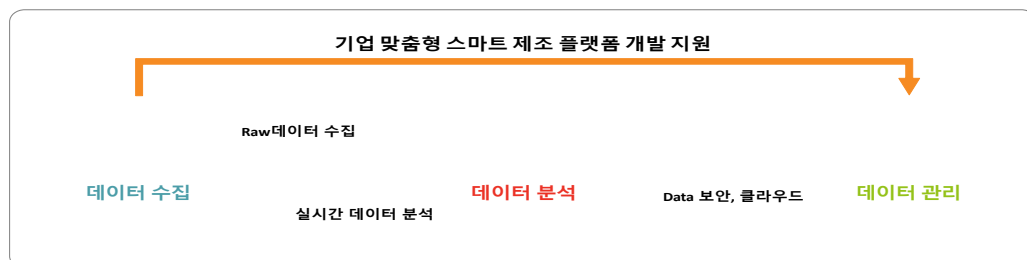 기업 맞춤형 스마트 제조 플랫폼 개발 지원
Raw데이터 수집
데이터 수집
데이터 분석
Data 보안, 클라우드
데이터 관리
실시간 데이터 분석